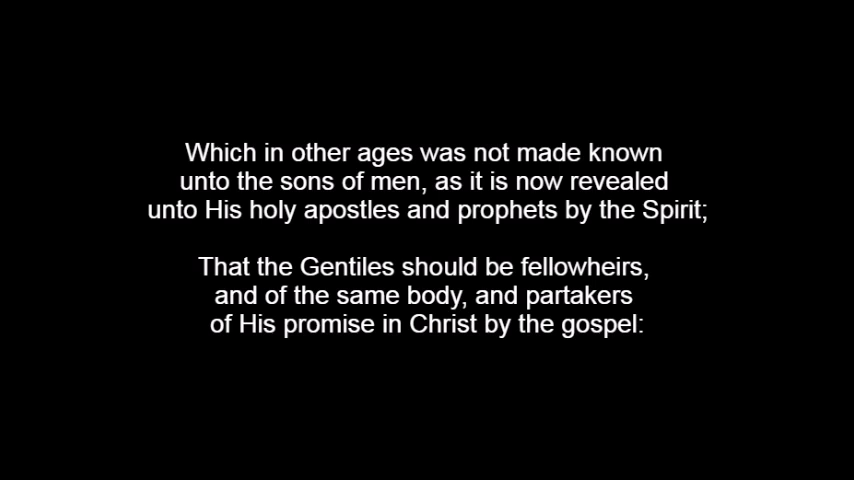 Which in other ages was not made known
unto the sons of men, as it is now revealed
unto His holy apostles and prophets by the Spirit;
That the Gentiles should be fellowheirs,
and of the same body, and partakers
of His promise in Christ by the gospel: